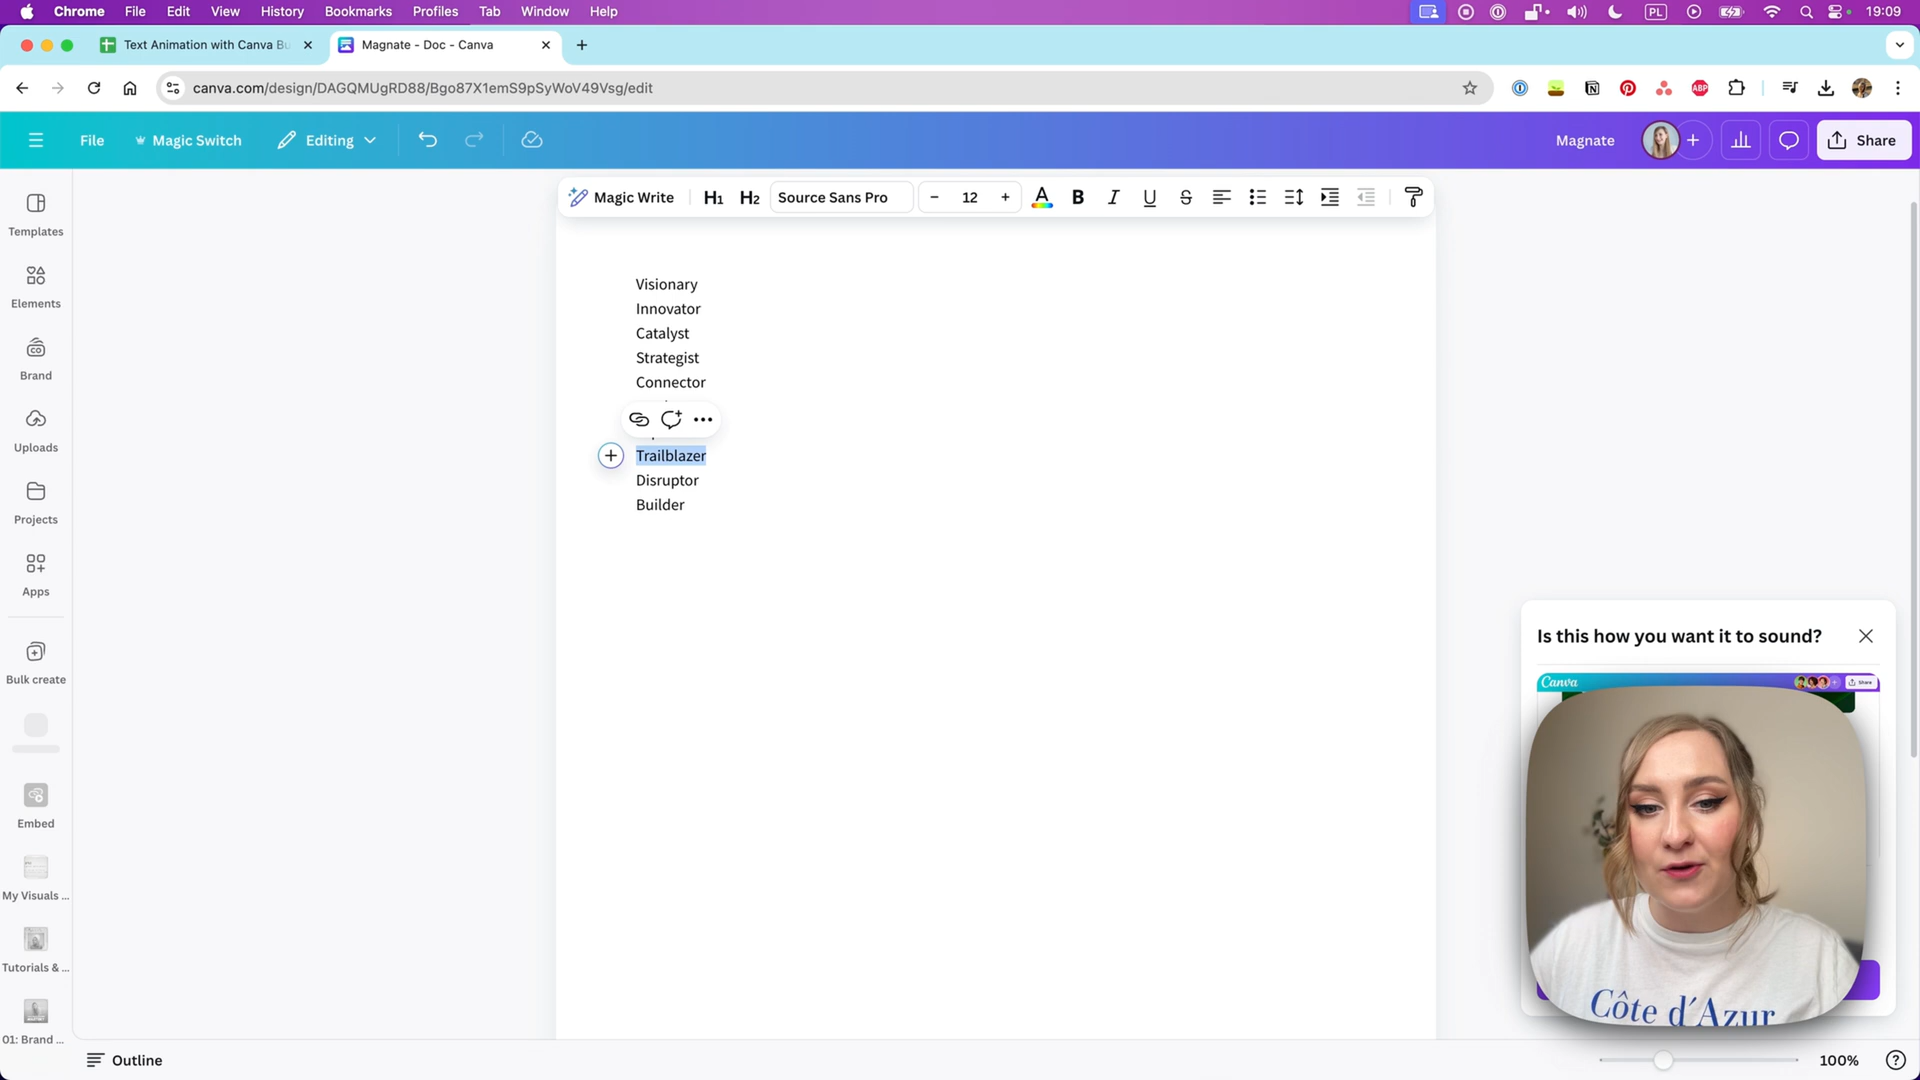 Chrome File Edit View History Bookmarks Profiles Tab Window Help PL 19:09
Text Animation with Canva Bu
Magnate - Doc - Canva
canva.com/design/DAGQMUgRD88/Bgo87X1emS9pSyWoV49Vsg/edit
ABP
File Magic Switch Editing Magnate Share
Magic Write H1 H2 Source Sans Pro − 12 + A B I U S
Templates
Elements
Brand
Uploads
Projects
Apps
Bulk create
Embed
My Visuals ...
Tutorials & ...
01: Brand ...
Visionary
Innovator
Catalyst
Strategist
Connector
Trailblazer
Disruptor
Builder
Is this how you want it to sound?
Canva Share
Côte d'Azur
Outline
100%